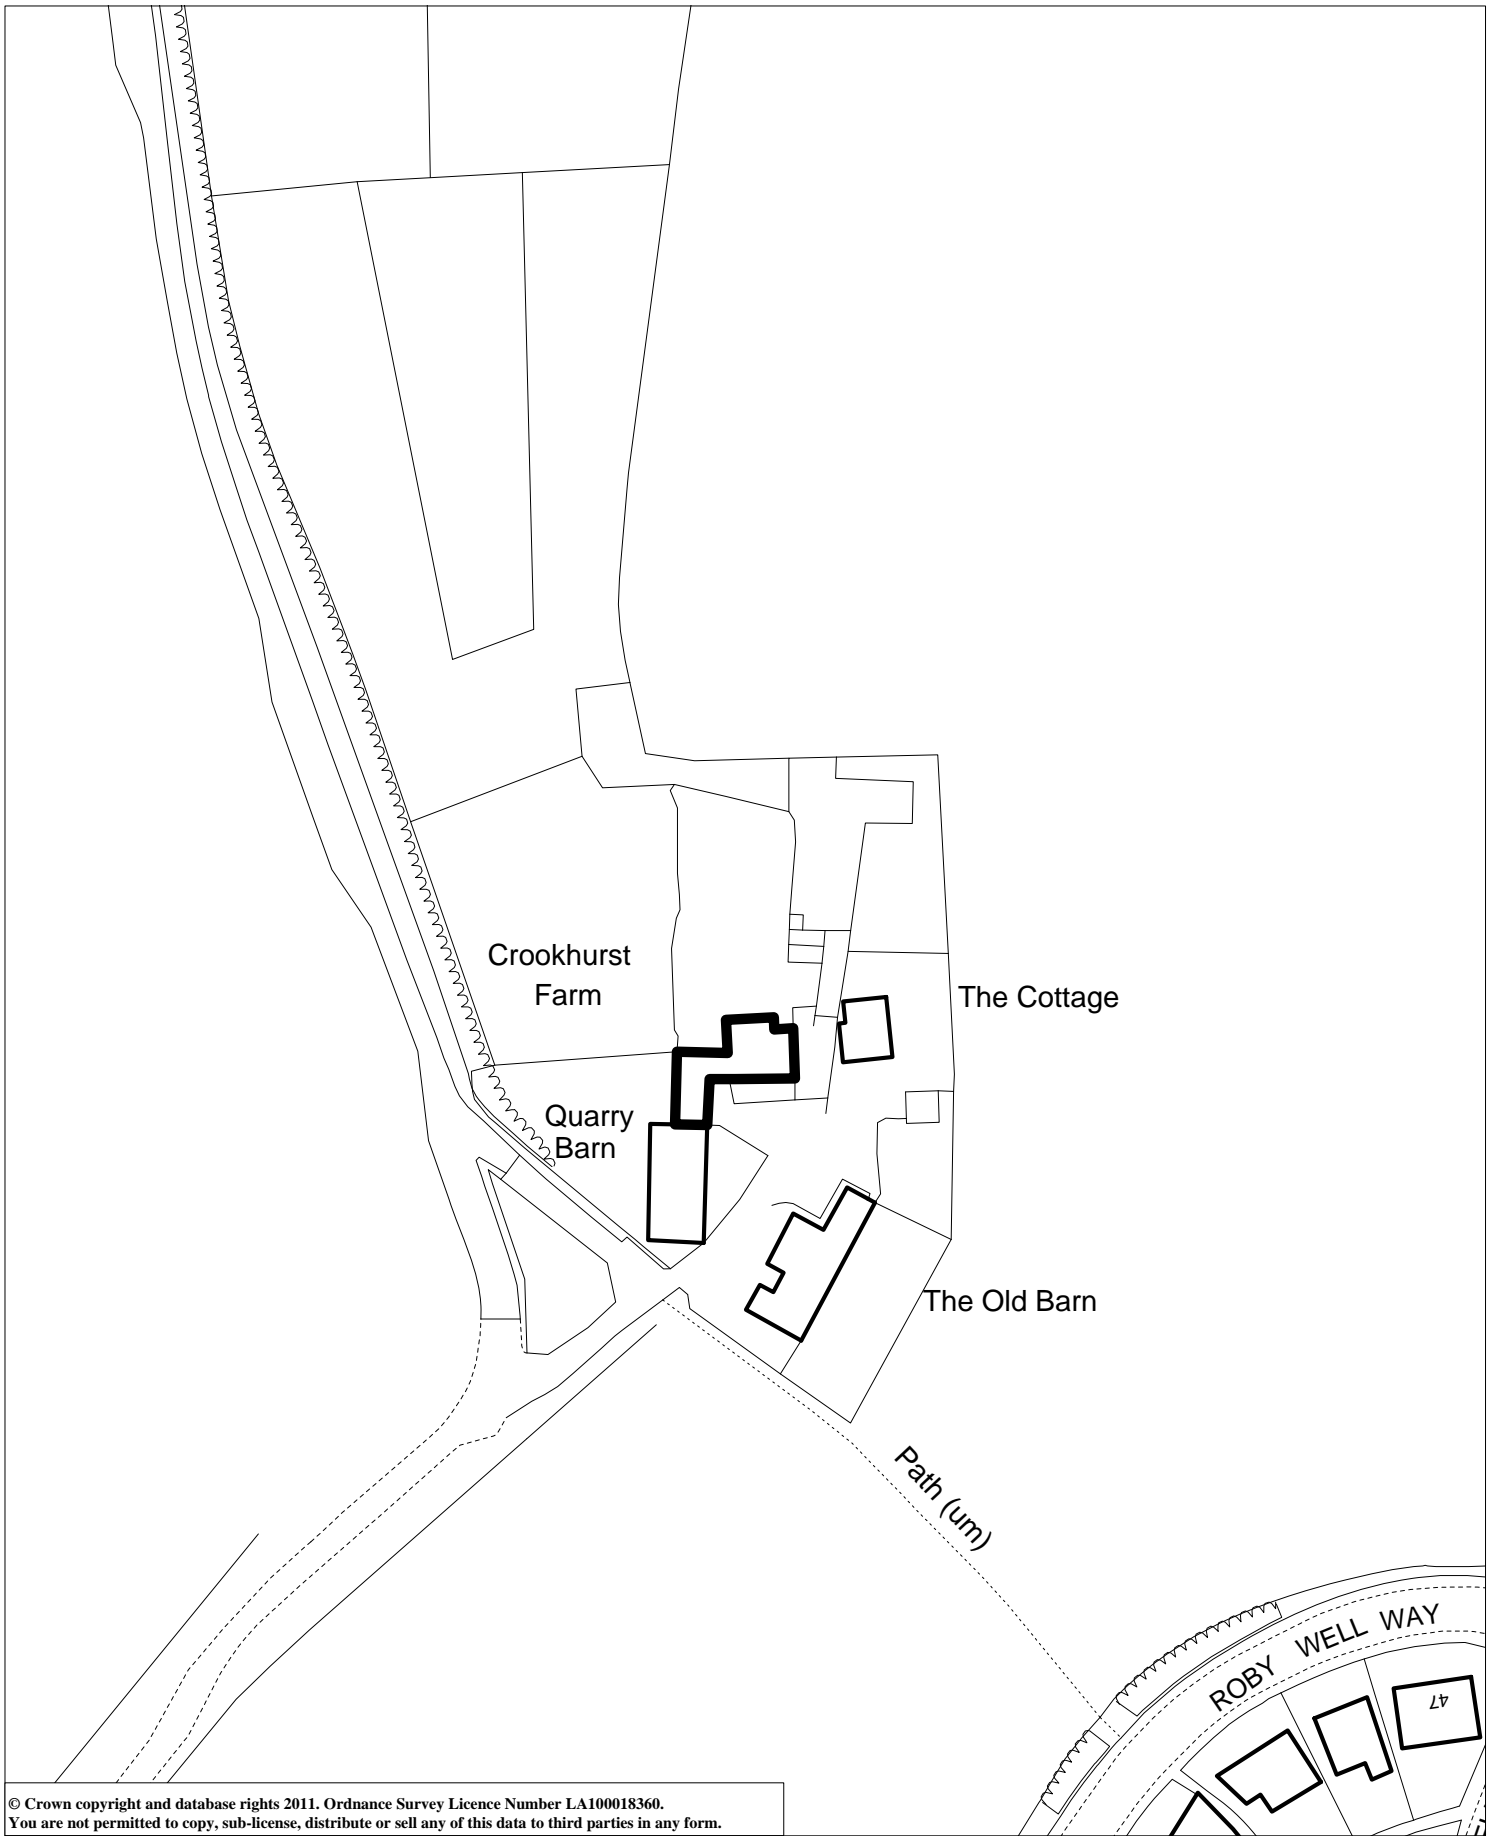 Crookhurst
Farm
The Cottage
Quarry
Barn
The Old Barn
Path (um)
ROBY WELL WAY
47
© Crown copyright and database rights 2011. Ordnance Survey Licence Number LA100018360.
You are not permitted to copy, sub-license, distribute or sell any of this data to third parties in any form.